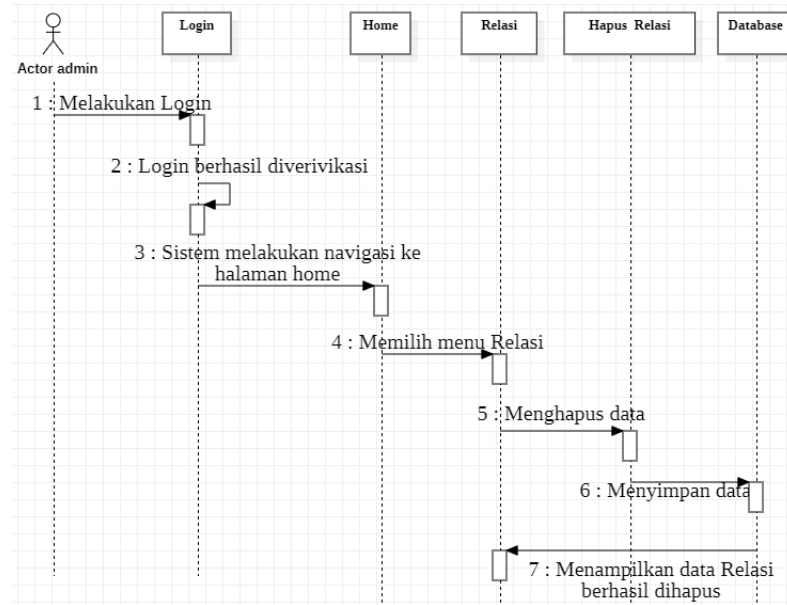 Login
Home
Relasi
Hapus Relasi
Database
Actor admin
1 : Melakukan Login
2 : Login berhasil diverivikasi
3 : Sistem melakukan navigasi ke
halaman home
4 : Memilih menu Relasi
5 : Menghapus data
6 : Menyimpan data
7 : Menampilkan data Relasi
berhasil dihapus